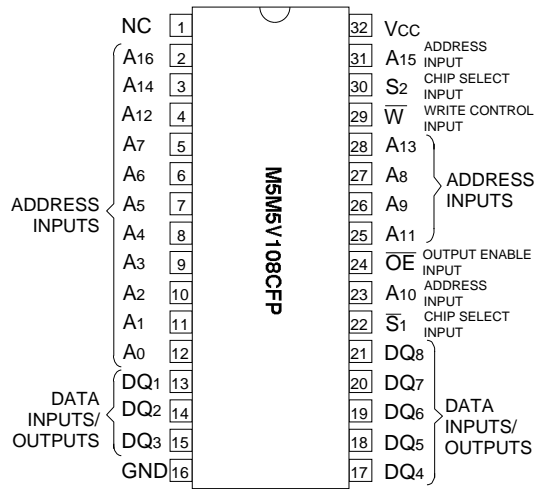 NC 1
A16 2
A14 3
A12 4
A7 5
A6 6
A5 7
A4 8
A3 9
A2 10
A1 11
A0 12
DQ1 13
DQ2 14
DQ3 15
GND 16
ADDRESS
INPUTS
DATA
INPUTS/
OUTPUTS
M5M5V108CFP
32 VCC
31 A15 ADDRESS
INPUT
30 S2 CHIP SELECT
INPUT
29 W̅ WRITE CONTROL
INPUT
28 A13
27 A8
26 A9
25 A11
ADDRESS
INPUTS
24 O̅E̅ OUTPUT ENABLE
INPUT
23 A10 ADDRESS
INPUT
22 S̅1 CHIP SELECT
INPUT
21 DQ8
20 DQ7
19 DQ6
18 DQ5
17 DQ4
DATA
INPUTS/
OUTPUTS